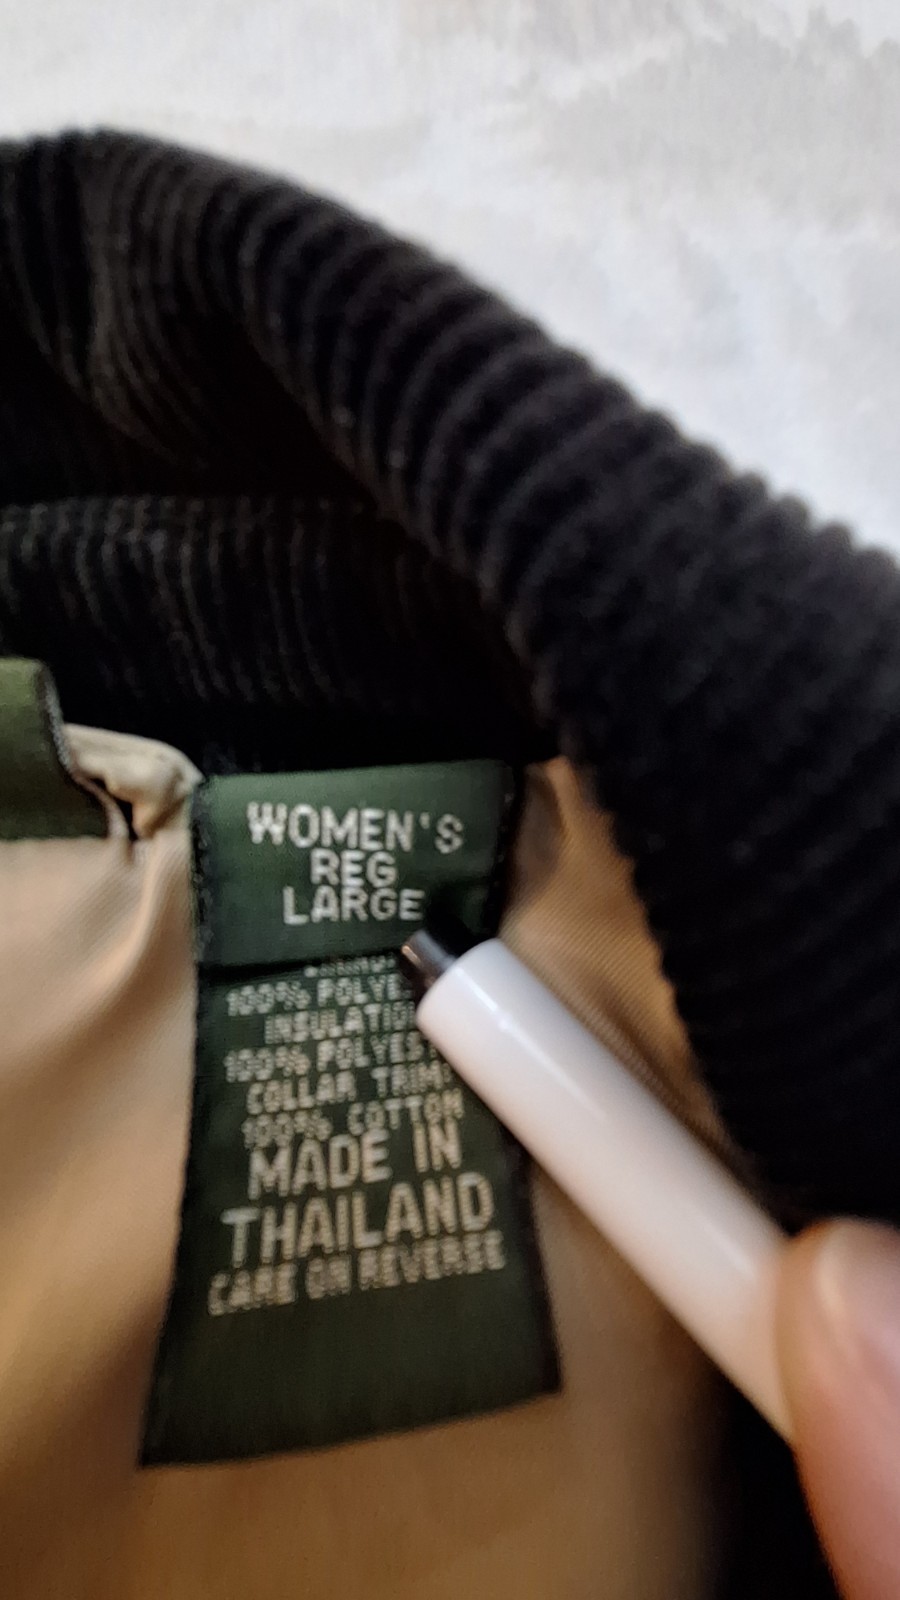 WOMEN'S
REG
LARGE
100% POLYE
INSULATIO
100% POLYEST
COLLAR TRIM:
100% COTTON
MADE IN
THAILAND
CARE ON REVERSE